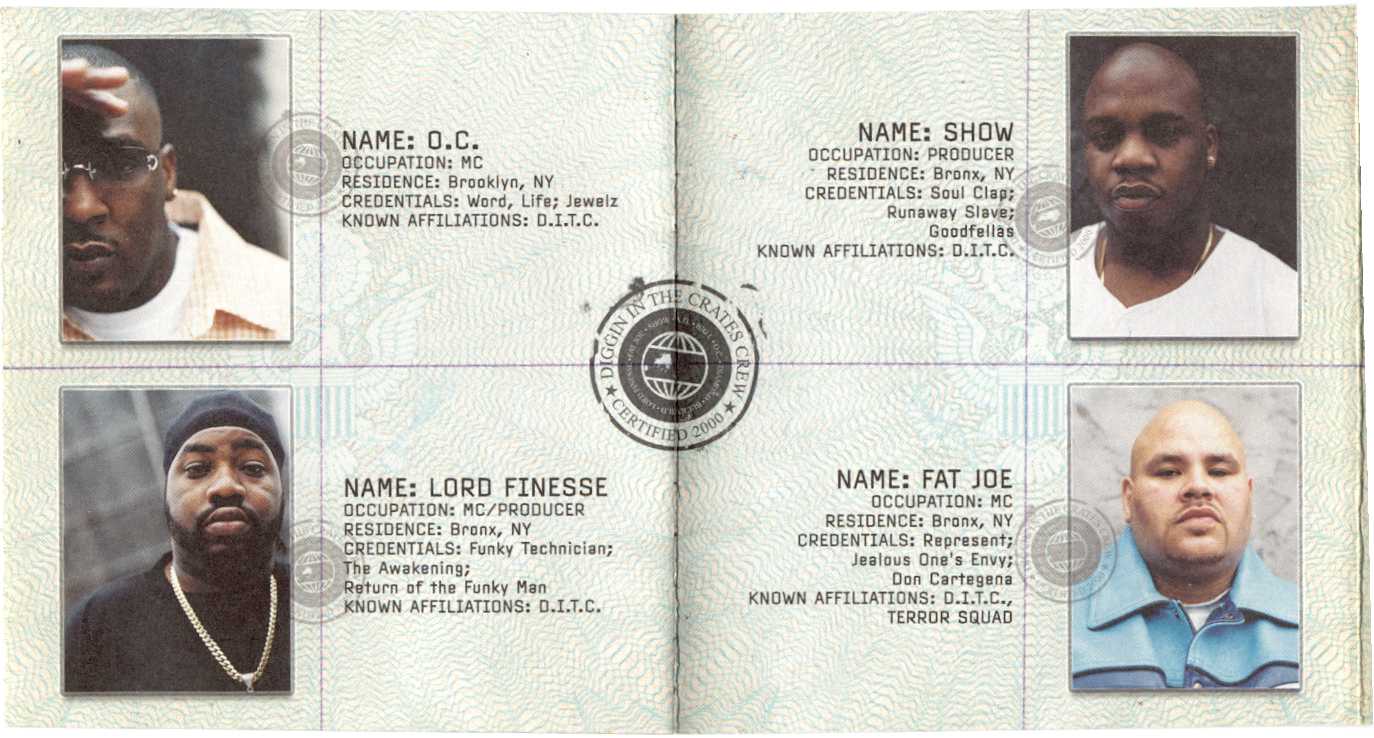 NAME: O.C.
OCCUPATION: MC
RESIDENCE: Brooklyn, NY
CREDENTIALS: Word, Life; Jewelz
KNOWN AFFILIATIONS: D.I.T.C.
NAME: SHOW
OCCUPATION: PRODUCER
RESIDENCE: Bronx, NY
CREDENTIALS: Soul Clap;
Runaway Slave;
Goodfellas
KNOWN AFFILIATIONS: D.I.T.C.
DIGGIN IN THE CRATES CREW
CERTIFIED 2000
NAME: LORD FINESSE
OCCUPATION: MC/PRODUCER
RESIDENCE: Bronx, NY
CREDENTIALS: Funky Technician;
The Awakening;
Return of the Funky Man
KNOWN AFFILIATIONS: D.I.T.C.
NAME: FAT JOE
OCCUPATION: MC
RESIDENCE: Bronx, NY
CREDENTIALS: Represent;
Jealous One's Envy;
Don Cartegena
KNOWN AFFILIATIONS: D.I.T.C.,
TERROR SQUAD